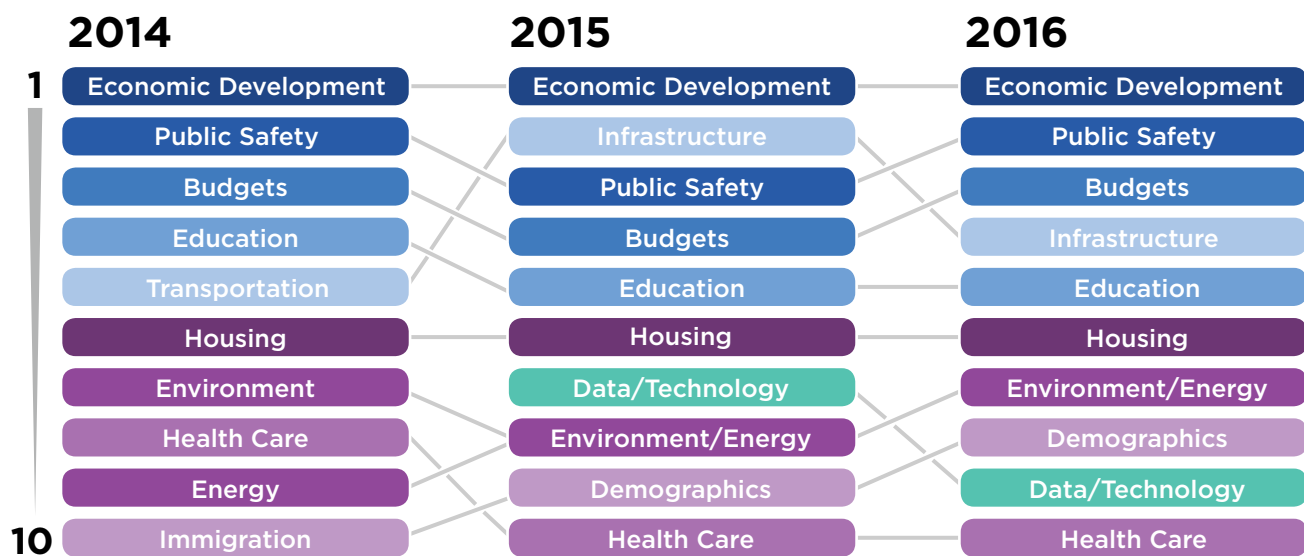 2014 2015 2016
1 Economic Development Economic Development Economic Development
Public Safety Infrastructure Public Safety
Budgets Public Safety Budgets
Education Budgets Infrastructure
Transportation Education Education
Housing Housing Housing
Environment Data/Technology Environment/Energy
Health Care Environment/Energy Demographics
Energy Demographics Data/Technology
10 Immigration Health Care Health Care